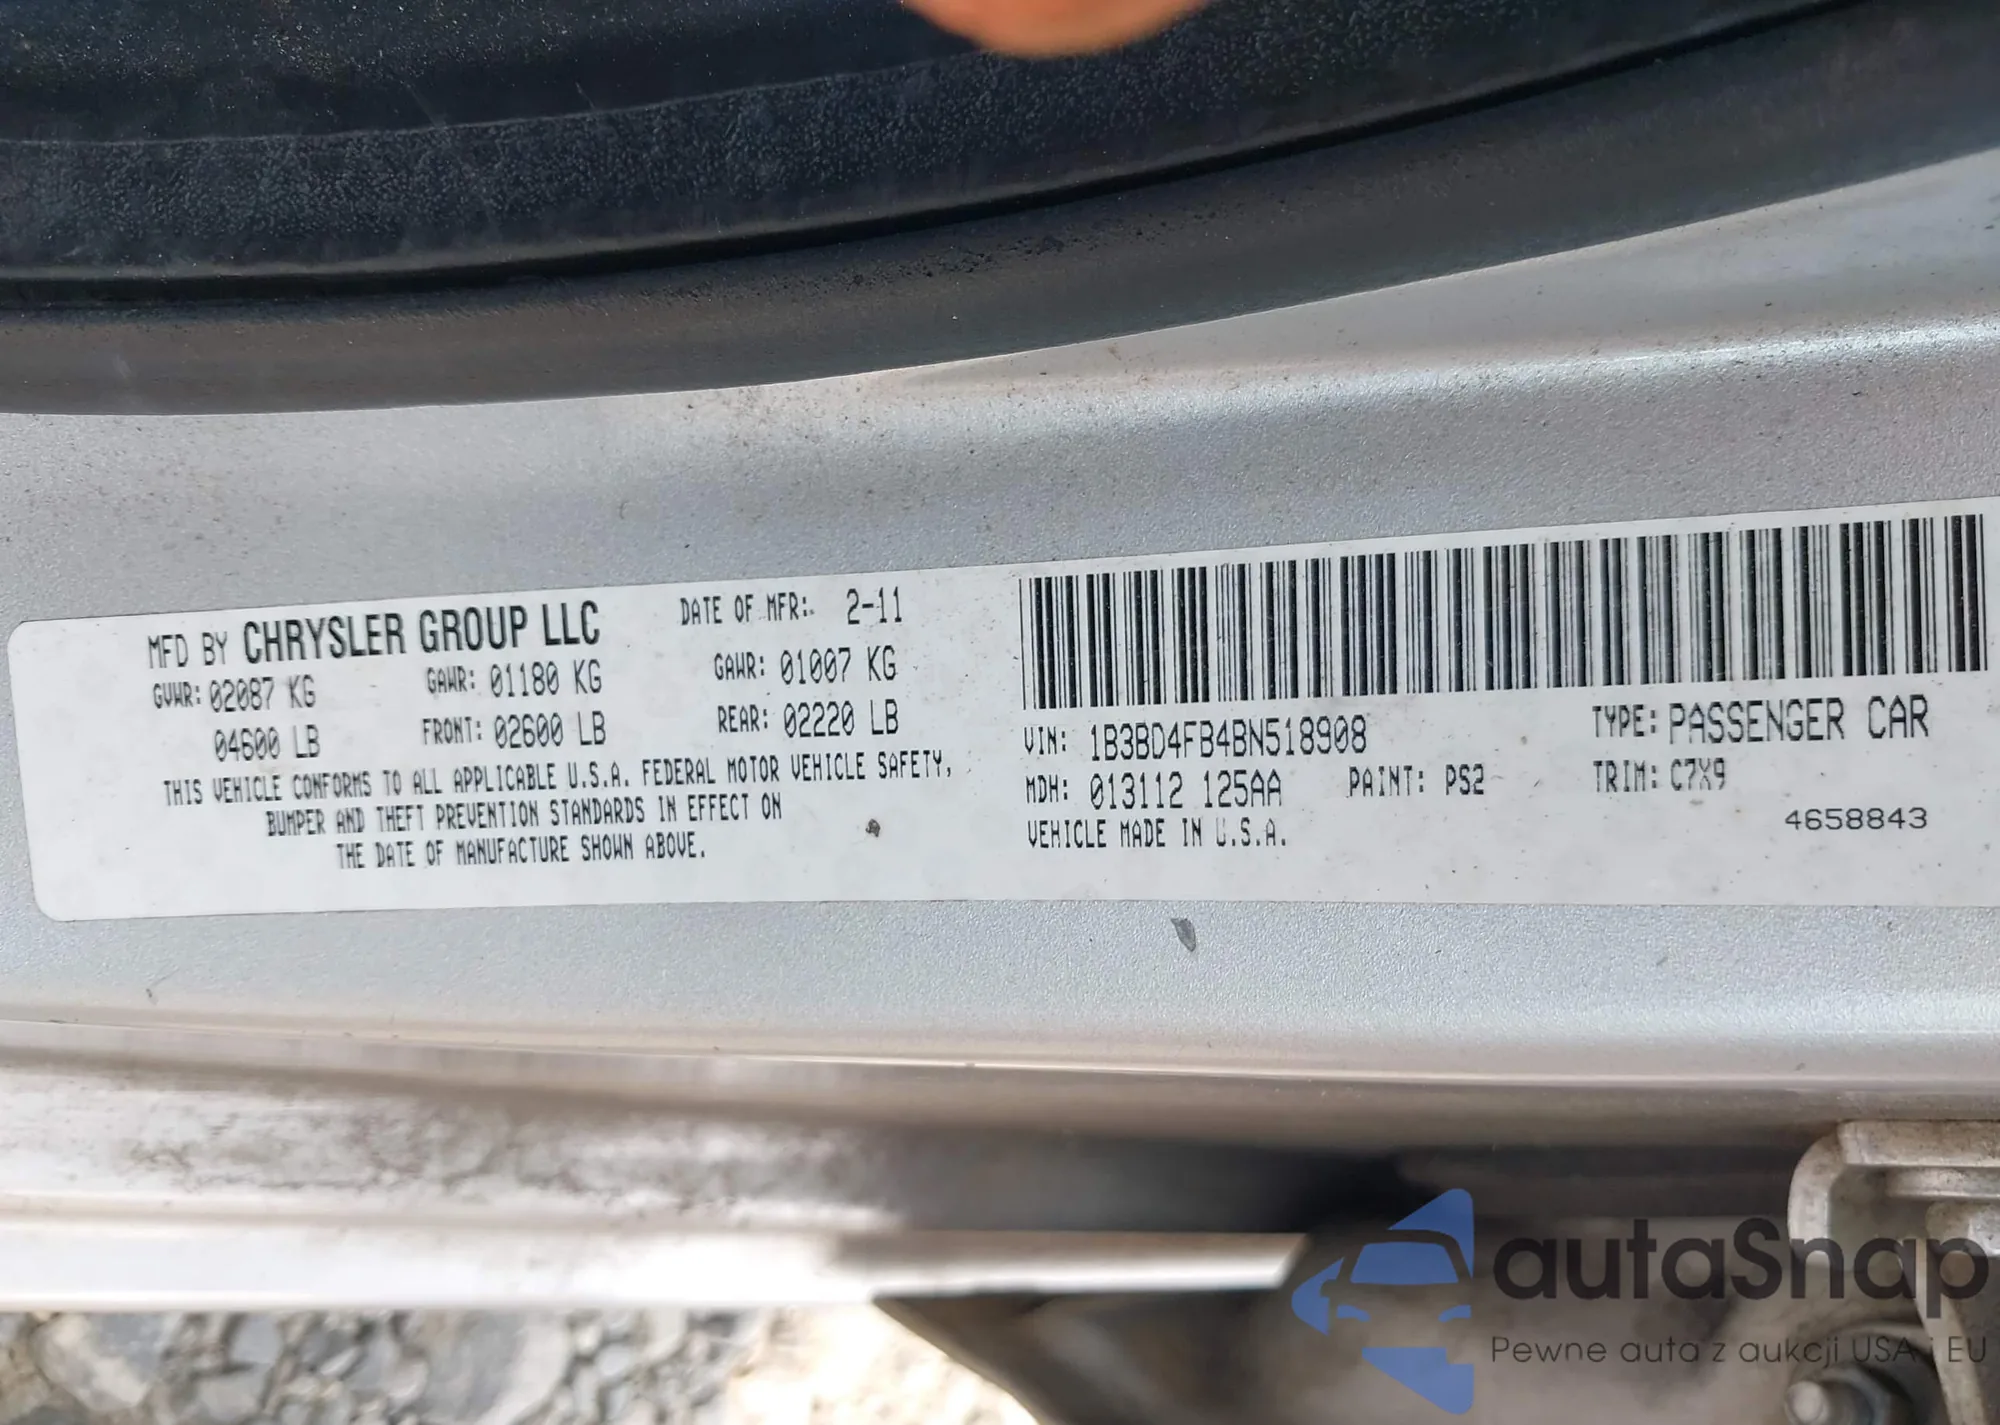 MFD BY CHRYSLER GROUP LLC DATE OF MFR: 2-11
GVWR: 02087 KG GAWR: 01180 KG GAWR: 01007 KG
04600 LB FRONT: 02600 LB REAR: 02220 LB
THIS VEHICLE CONFORMS TO ALL APPLICABLE U.S.A. FEDERAL MOTOR VEHICLE SAFETY,
BUMPER AND THEFT PREVENTION STANDARDS IN EFFECT ON
THE DATE OF MANUFACTURE SHOWN ABOVE.
VIN: 1B3BD4FB4BN518908 TYPE: PASSENGER CAR
MDH: 013112 125AA PAINT: PS2 TRIM: C7X9
VEHICLE MADE IN U.S.A. 4658843
autaSnap
Pewne auta z aukcji USA i EU